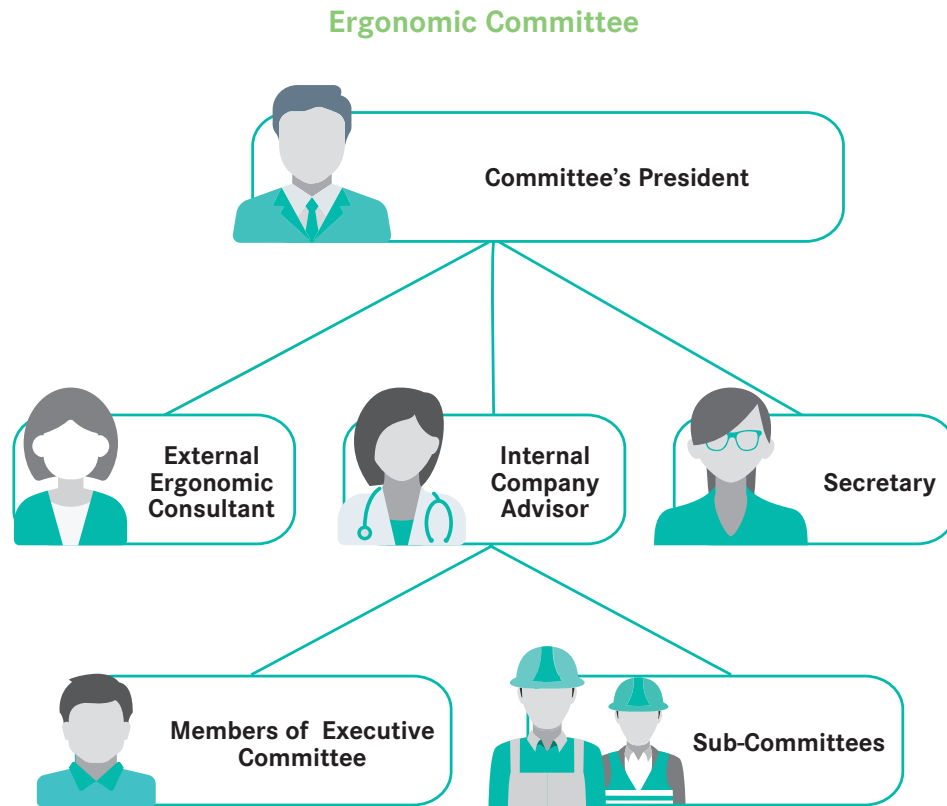 Ergonomic Committee
Committee’s President
External
Ergonomic
Consultant
Internal
Company
Advisor
Secretary
Members of  Executive
Committee
Sub-Committees